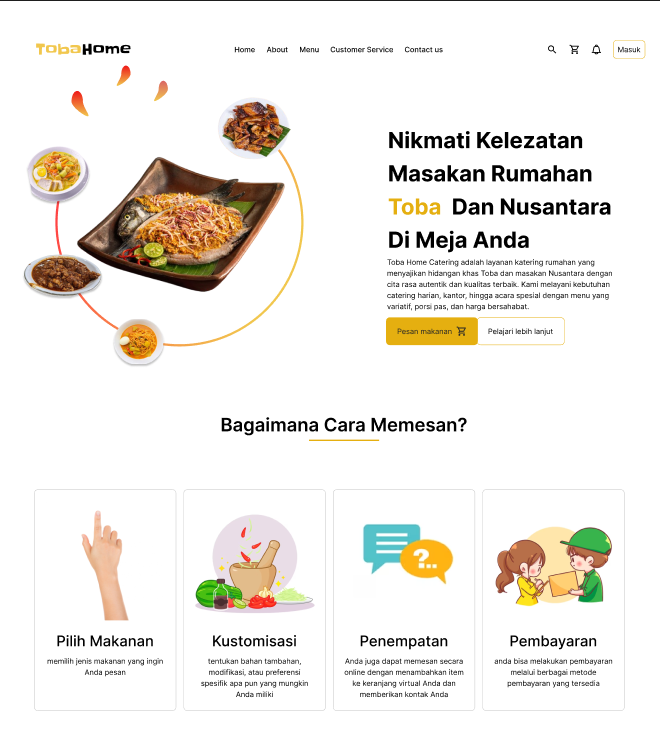 TobaHome
Home About Menu Customer Service Contact us
Masuk
Nikmati Kelezatan
Masakan Rumahan
Toba Dan Nusantara
Di Meja Anda
Toba Home Catering adalah layanan katering rumahan yang
menyajikan hidangan khas Toba dan masakan Nusantara dengan
cita rasa autentik dan kualitas terbaik. Kami melayani kebutuhan
catering harian, kantor, hingga acara spesial dengan menu yang
variatif, porsi pas, dan harga bersahabat.
Pesan makanan
Pelajari lebih lanjut
Bagaimana Cara Memesan?
Pilih Makanan
memilih jenis makanan yang ingin
Anda pesan
Kustomisasi
tentukan bahan tambahan,
modifikasi, atau preferensi
spesifik apa pun yang mungkin
Anda miliki
?..
Penempatan
Anda juga dapat memesan secara
online dengan menambahkan item
ke keranjang virtual Anda dan
memberikan kontak Anda
Pembayaran
anda bisa melakukan pembayaran
melalui berbagai metode
pembayaran yang tersedia